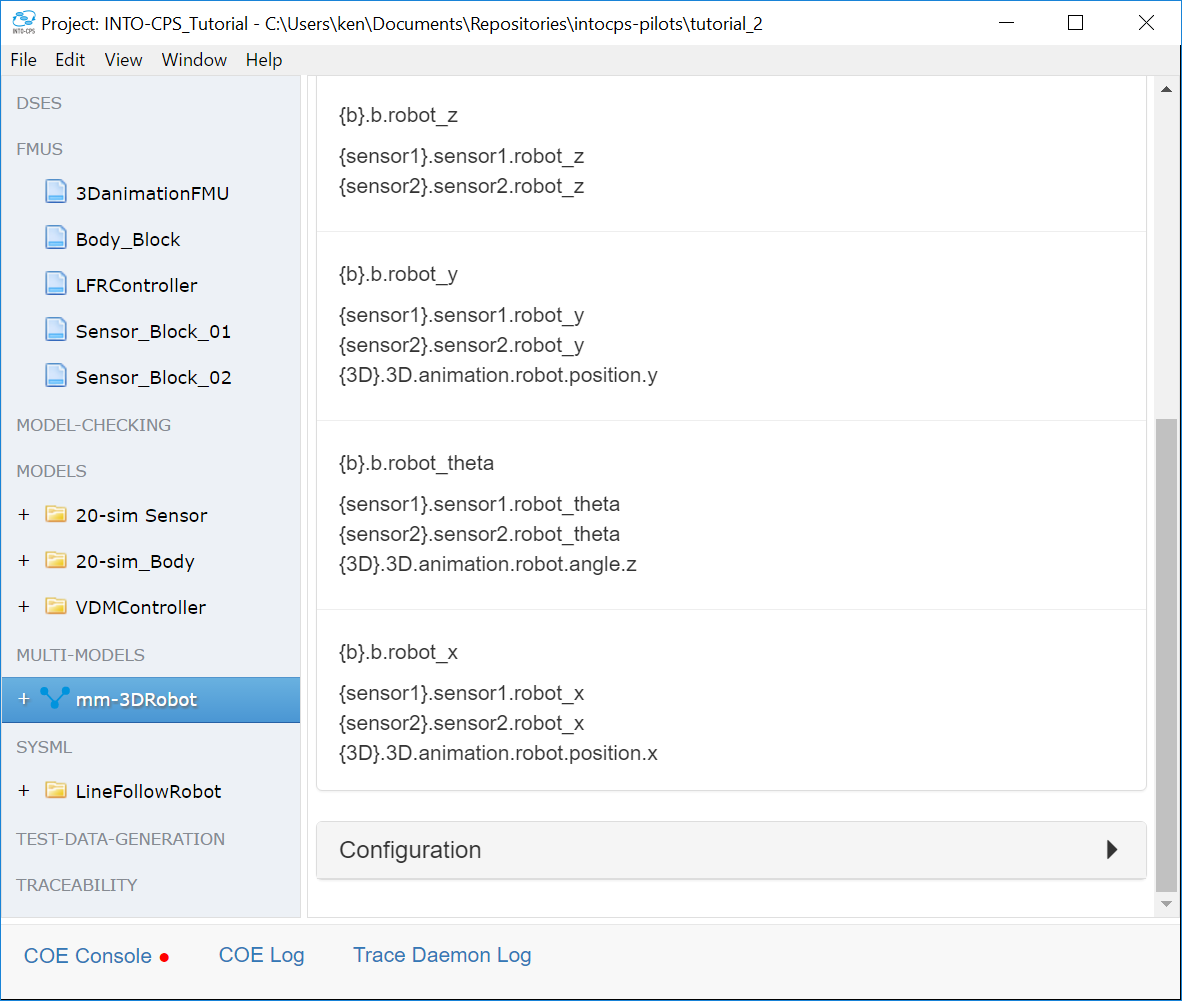 INTO-CPS
Project: INTO-CPS_Tutorial - C:\Users\ken\Documents\Repositories\intocps-pilots\tutorial_2
File Edit View Window Help
DSES
FMUS
3DanimationFMU
Body_Block
LFRController
Sensor_Block_01
Sensor_Block_02
MODEL-CHECKING
MODELS
+ 20-sim Sensor
+ 20-sim_Body
+ VDMController
MULTI-MODELS
+ mm-3DRobot
SYSML
+ LineFollowRobot
TEST-DATA-GENERATION
TRACEABILITY
{b}.b.robot_z
{sensor1}.sensor1.robot_z
{sensor2}.sensor2.robot_z
{b}.b.robot_y
{sensor1}.sensor1.robot_y
{sensor2}.sensor2.robot_y
{3D}.3D.animation.robot.position.y
{b}.b.robot_theta
{sensor1}.sensor1.robot_theta
{sensor2}.sensor2.robot_theta
{3D}.3D.animation.robot.angle.z
{b}.b.robot_x
{sensor1}.sensor1.robot_x
{sensor2}.sensor2.robot_x
{3D}.3D.animation.robot.position.x
Configuration
COE Console COE Log Trace Daemon Log